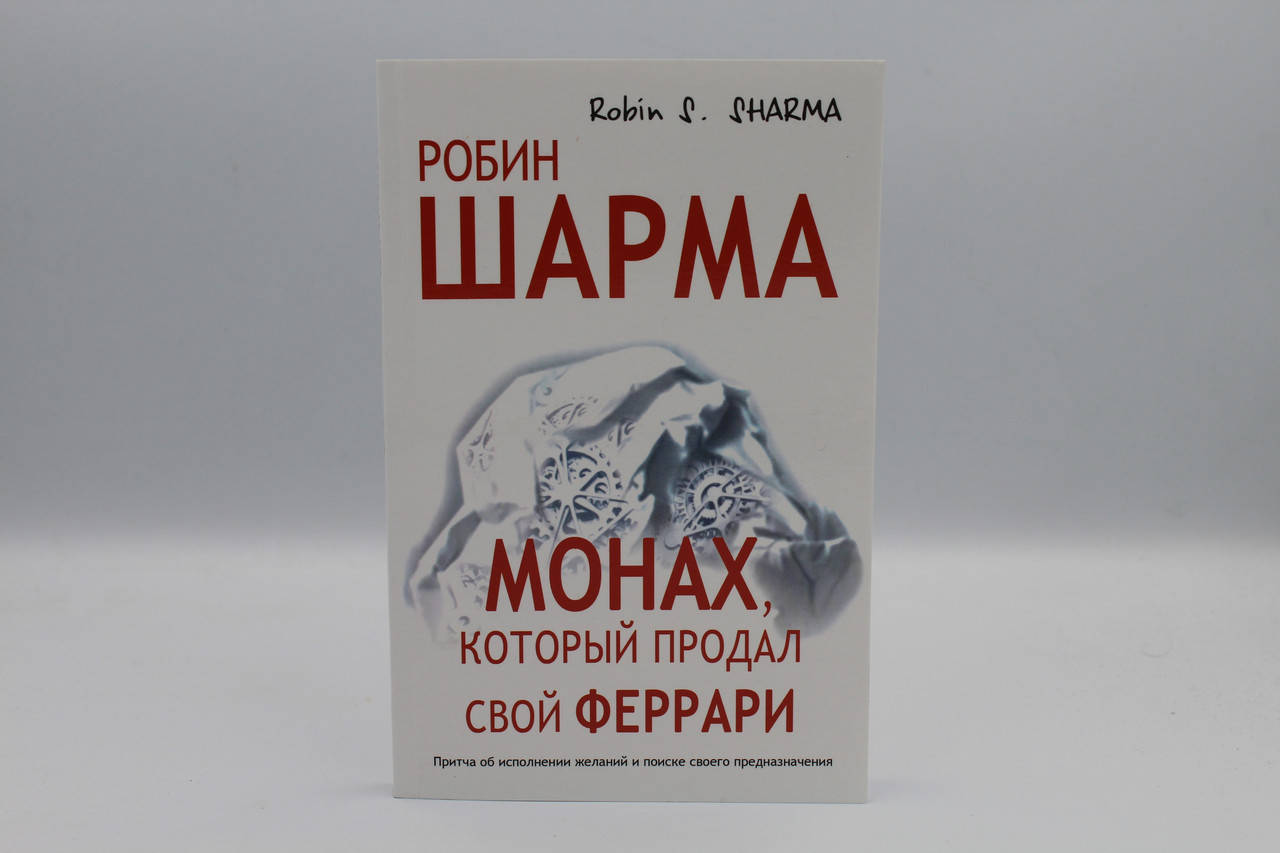 Robin S. SHARMA
РОБИН
ШАРМА
МОНАХ,
КОТОРЫЙ ПРОДАЛ
СВОЙ ФЕРРАРИ
Притча об исполнении желаний и поиске своего предназначения